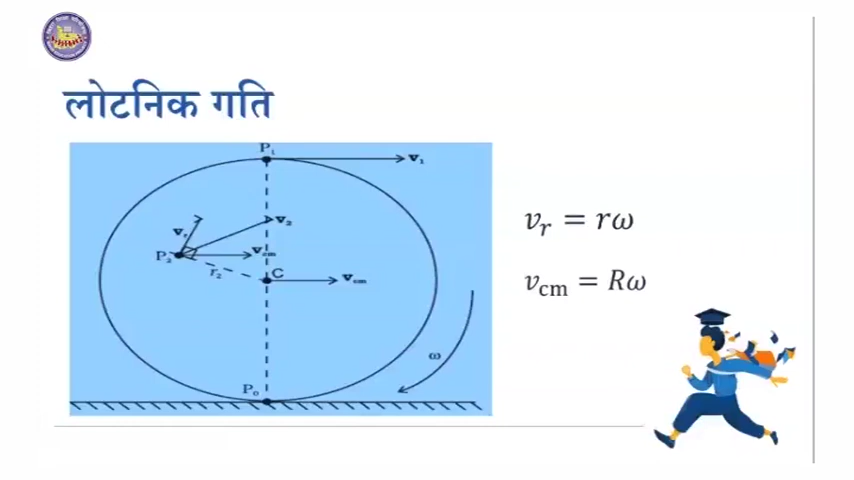 लोटनिक गति
P₁
v₁
vᵣ
v₂
P₂
v_cm
r₂
C
v_cm
ω
P₀
𝑣ᵣ = 𝑟𝜔
𝑣_cm = 𝑅𝜔